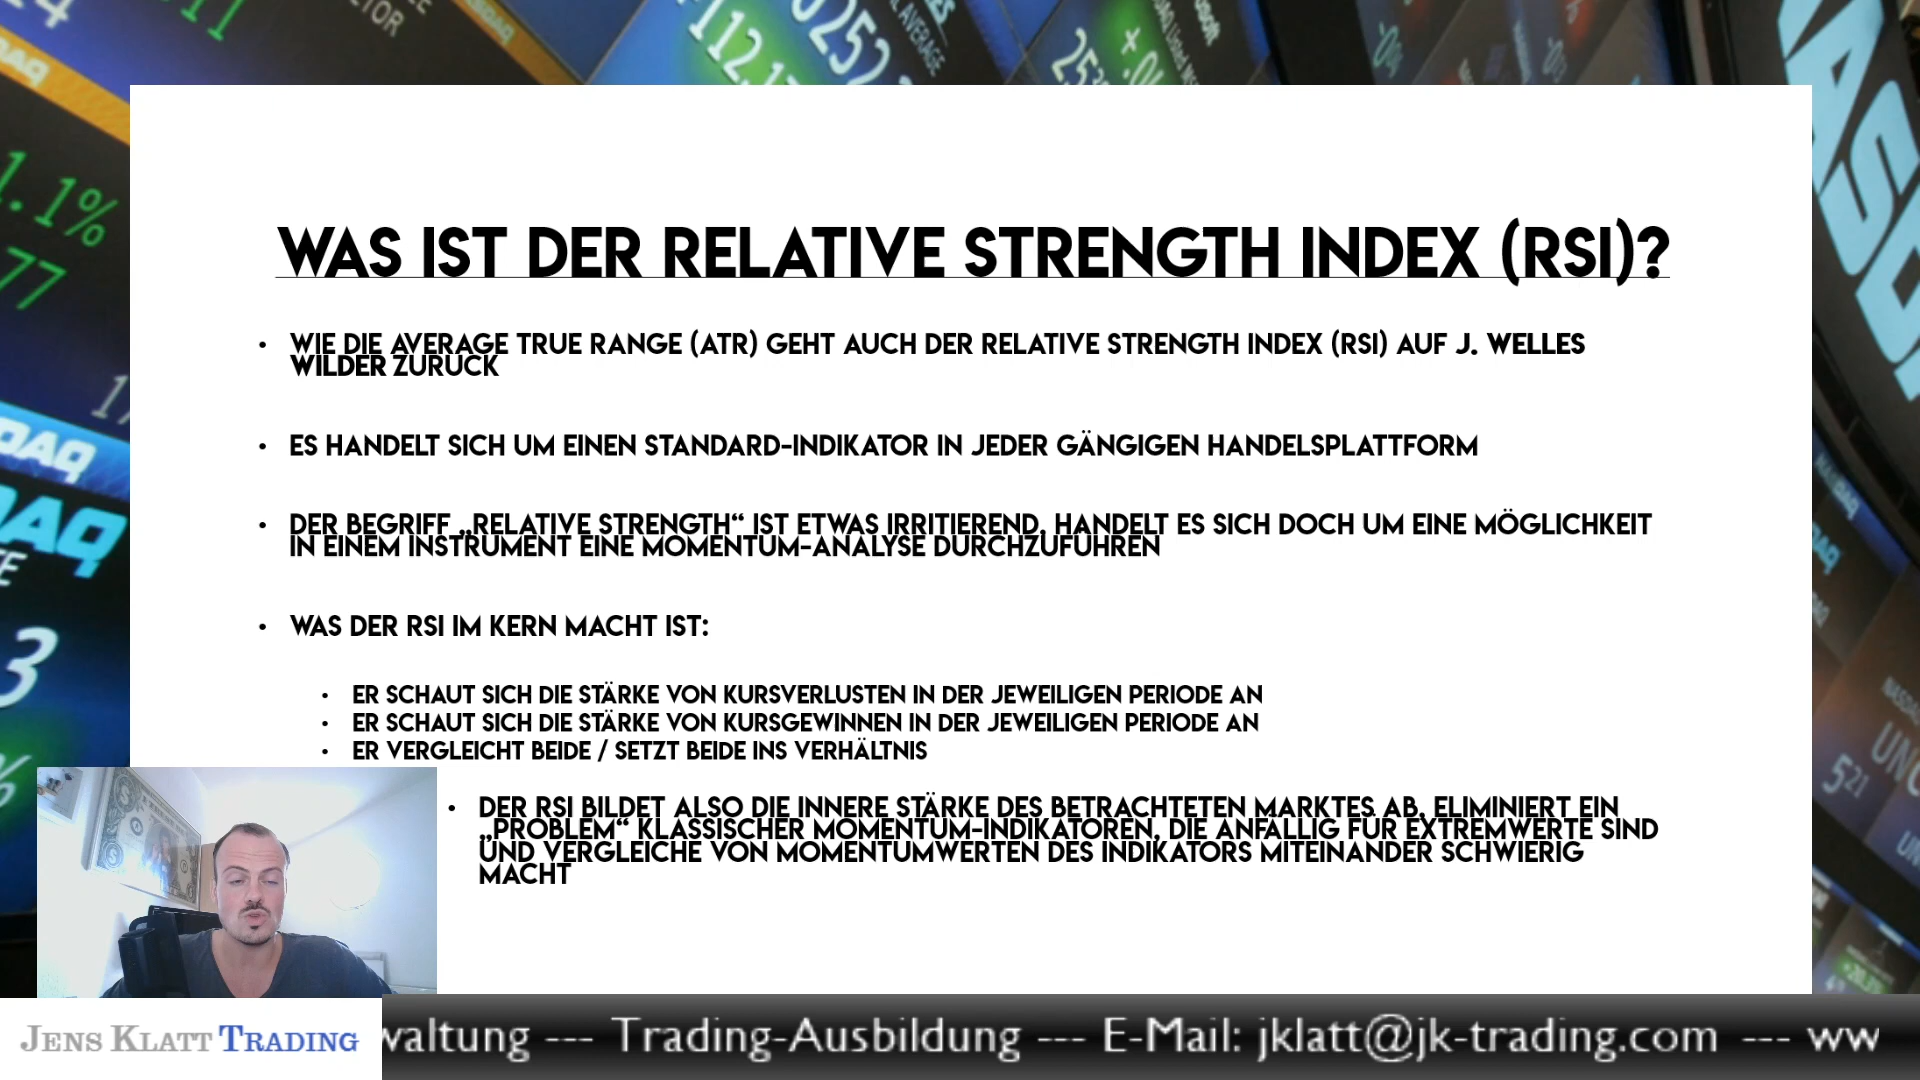 WAS IST DER RELATIVE STRENGTH INDEX (RSI)?
• WIE DIE AVERAGE TRUE RANGE (ATR) GEHT AUCH DER RELATIVE STRENGTH INDEX (RSI) AUF J. WELLES
WILDER ZURÜCK
• ES HANDELT SICH UM EINEN STANDARD-INDIKATOR IN JEDER GÄNGIGEN HANDELSPLATTFORM
• DER BEGRIFF „RELATIVE STRENGTH“ IST ETWAS IRRITIEREND, HANDELT ES SICH DOCH UM EINE MÖGLICHKEIT
IN EINEM INSTRUMENT EINE MOMENTUM-ANALYSE DURCHZUFÜHREN
• WAS DER RSI IM KERN MACHT IST:
• ER SCHAUT SICH DIE STÄRKE VON KURSVERLUSTEN IN DER JEWEILIGEN PERIODE AN
• ER SCHAUT SICH DIE STÄRKE VON KURSGEWINNEN IN DER JEWEILIGEN PERIODE AN
• ER VERGLEICHT BEIDE / SETZT BEIDE INS VERHÄLTNIS
• DER RSI BILDET ALSO DIE INNERE STÄRKE DES BETRACHTETEN MARKTES AB, ELIMINIERT EIN
„PROBLEM“ KLASSISCHER MOMENTUM-INDIKATOREN, DIE ANFÄLLIG FÜR EXTREMWERTE SIND
UND VERGLEICHE VON MOMENTUMWERTEN DES INDIKATORS MITEINANDER SCHWIERIG
MACHT
JENS KLATT TRADING
waltung --- Trading-Ausbildung --- E-Mail: jklatt@jk-trading.com --- ww